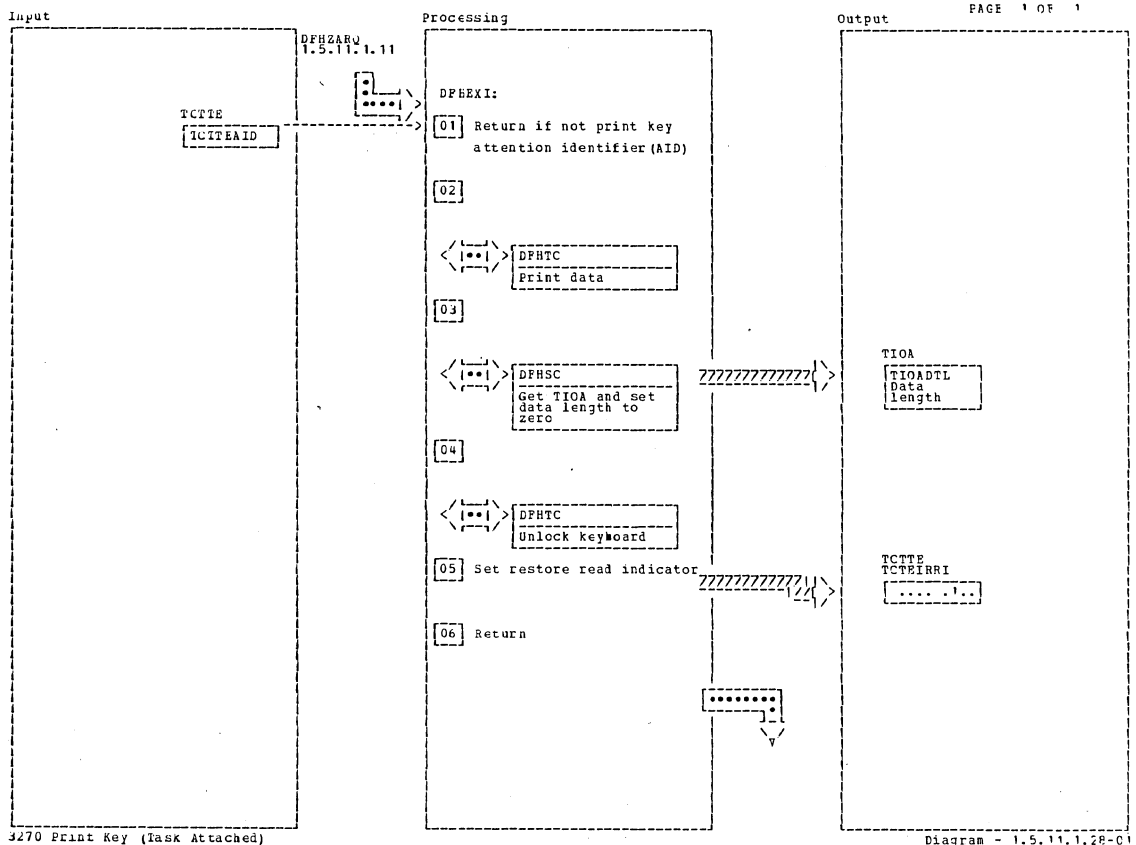 PAGE 1 OF 1
Input
Processing
Output
DFHZARQ
1.5.11.1.11
DFHEXI:
TCTTE
TCTTEAID
01 Return if not print key
attention identifier (AID)
02
DFHTC
Print data
03
DFHSC
Get TIOA and set
data length to
zero
TIOA
TIOADTL
Data
length
04
DFHTC
Unlock keyboard
05 Set restore read indicator
TCTTE
TCTEIRRI
.... .1..
06 Return
3270 Print Key (Task Attached)
Diagram - 1.5.11.1.28-01